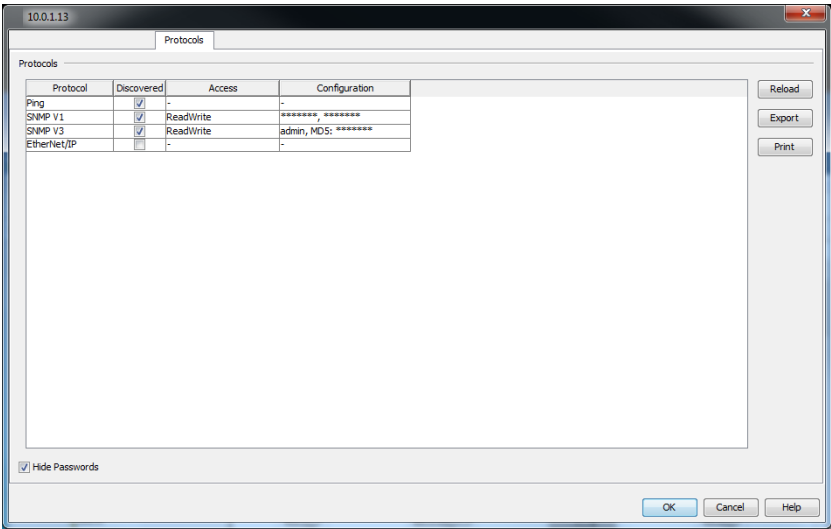 10.0.1.13
Protocols
Protocols
Protocol Discovered Access Configuration
Ping - -
SNMP V1 ReadWrite *******, *******
SNMP V3 ReadWrite admin, MD5: *******
EtherNet/IP - -
Reload
Export
Print
Hide Passwords
OK Cancel Help